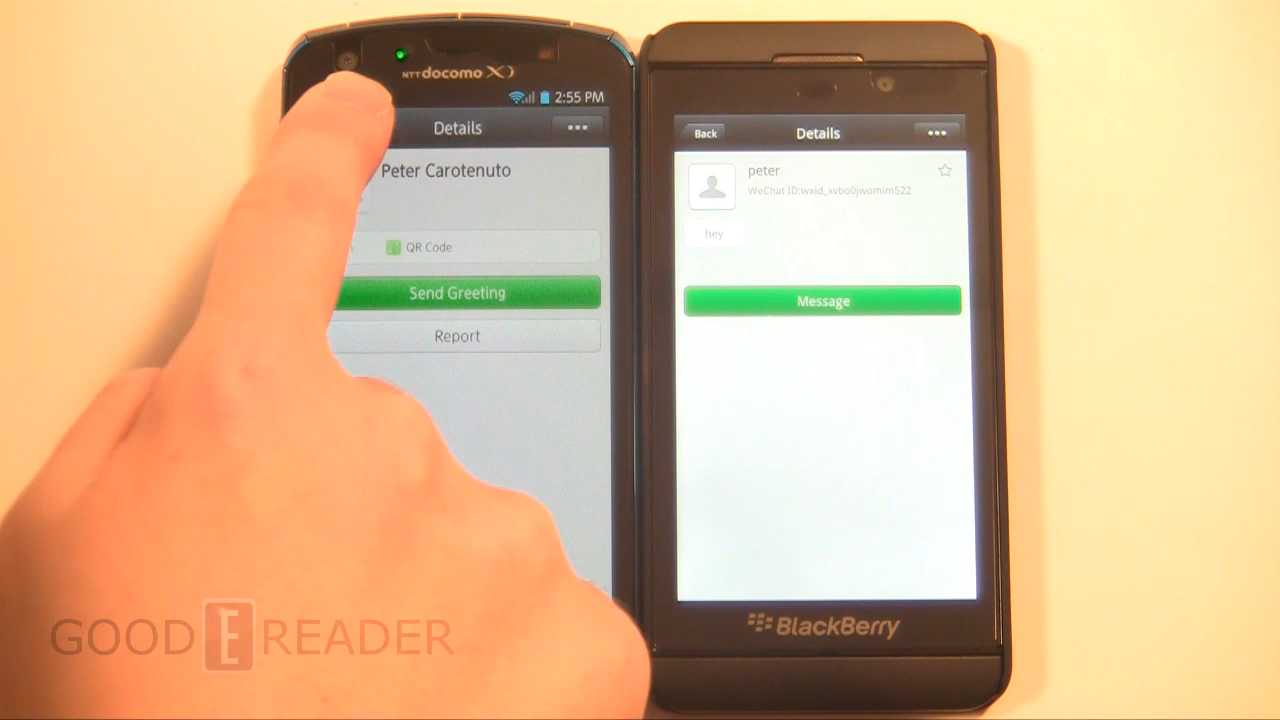 NTT docomo Xi
2:55 PM
Details
•••
Peter Carotenuto
QR Code
Send Greeting
Report
Back
Details
•••
peter
WeChat ID:wxid_xvbo0jwomim522
hey
Message
BlackBerry
GOOD E READER